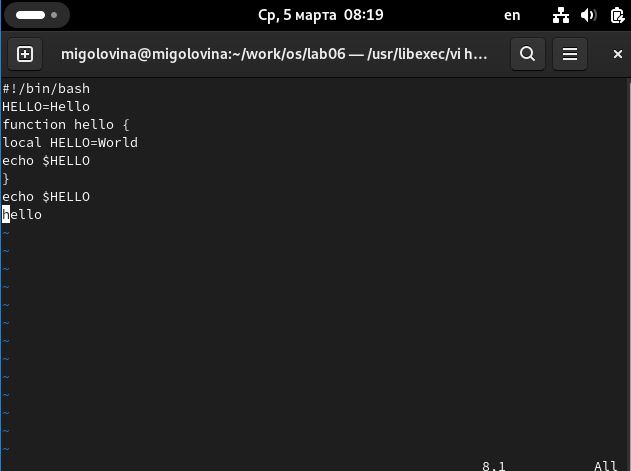 Ср, 5 марта 08:19
en
migolovina@migolovina:~/work/os/lab06 — /usr/libexec/vi h...
#!/bin/bash
HELLO=Hello
function hello {
local HELLO=World
echo $HELLO
}
echo $HELLO
hello
~
~
~
~
~
~
~
~
~
~
~
~
~
8,1 All